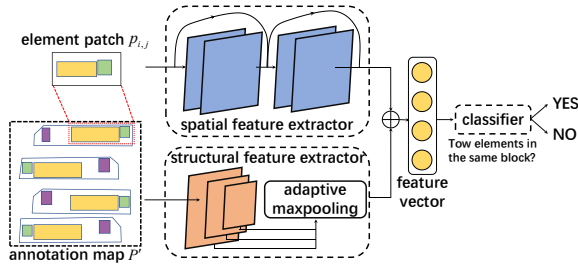 element patch p_{i,j}
spatial feature extractor
structural feature extractor
adaptive
maxpooling
annotation map P'
feature
vector
classifier
Tow elements in
the same block?
YES
NO